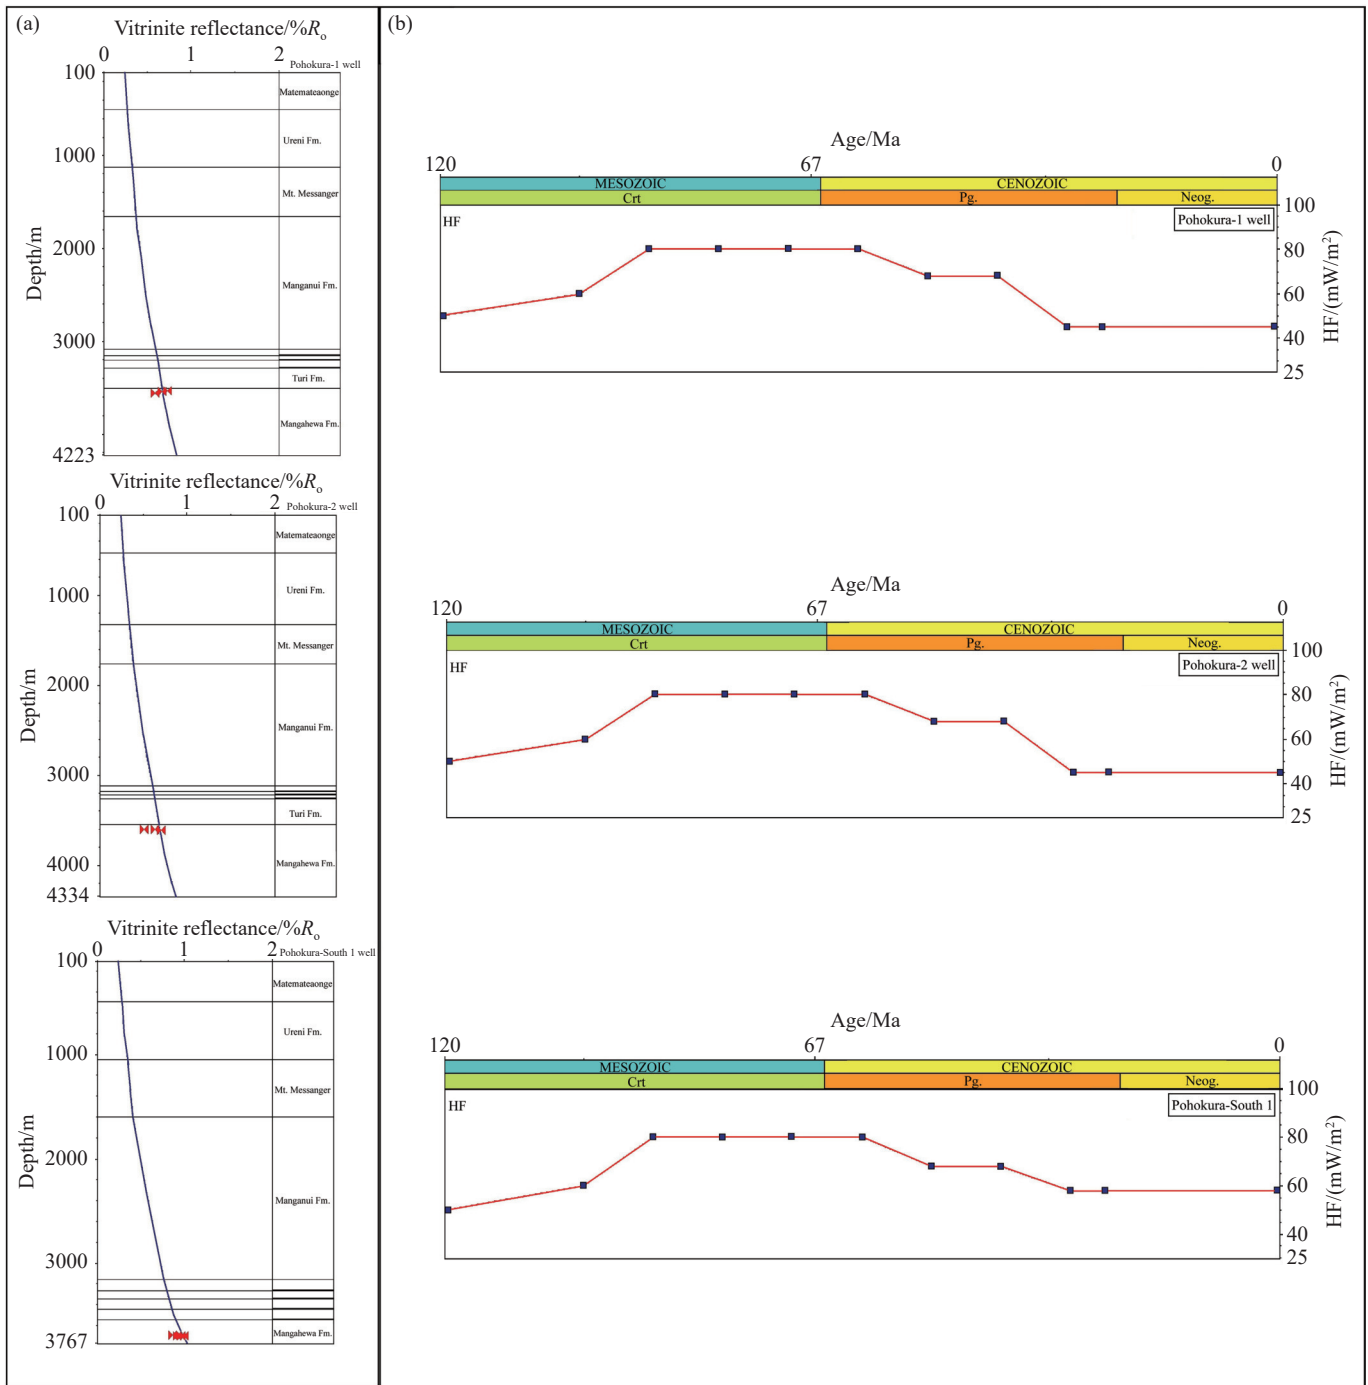 (a)
Vitrinite reflectance/%Ro
0 1 2
Pohokura-1 well
100
Matemateaonge
Ureni Fm.
1000
Mt. Messanger
2000
Depth/m
Manganui Fm.
3000
Turi Fm.
Mangahewa Fm.
4223
Vitrinite reflectance/%Ro
0 1 2
Pohokura-2 well
100
Matemateaonge
Ureni Fm.
1000
Mt. Messanger
2000
Depth/m
Manganui Fm.
3000
Turi Fm.
Mangahewa Fm.
4000
4334
Vitrinite reflectance/%Ro
0 1 2
Pohokura-South 1 well
100
Matemateaonge
Ureni Fm.
1000
Mt. Messanger
2000
Depth/m
Manganui Fm.
3000
Mangahewa Fm.
3767
(b)
Age/Ma
120 67 0
MESOZOIC CENOZOIC
Crt Pg. Neog.
HF
Pohokura-1 well
100
80
60
40
25
HF/(mW/m²)
Age/Ma
120 67 0
MESOZOIC CENOZOIC
Crt Pg. Neog.
HF
Pohokura-2 well
100
80
60
40
25
HF/(mW/m²)
Age/Ma
120 67 0
MESOZOIC CENOZOIC
Crt Pg. Neog.
HF
Pohokura-South 1
100
80
60
40
25
HF/(mW/m²)